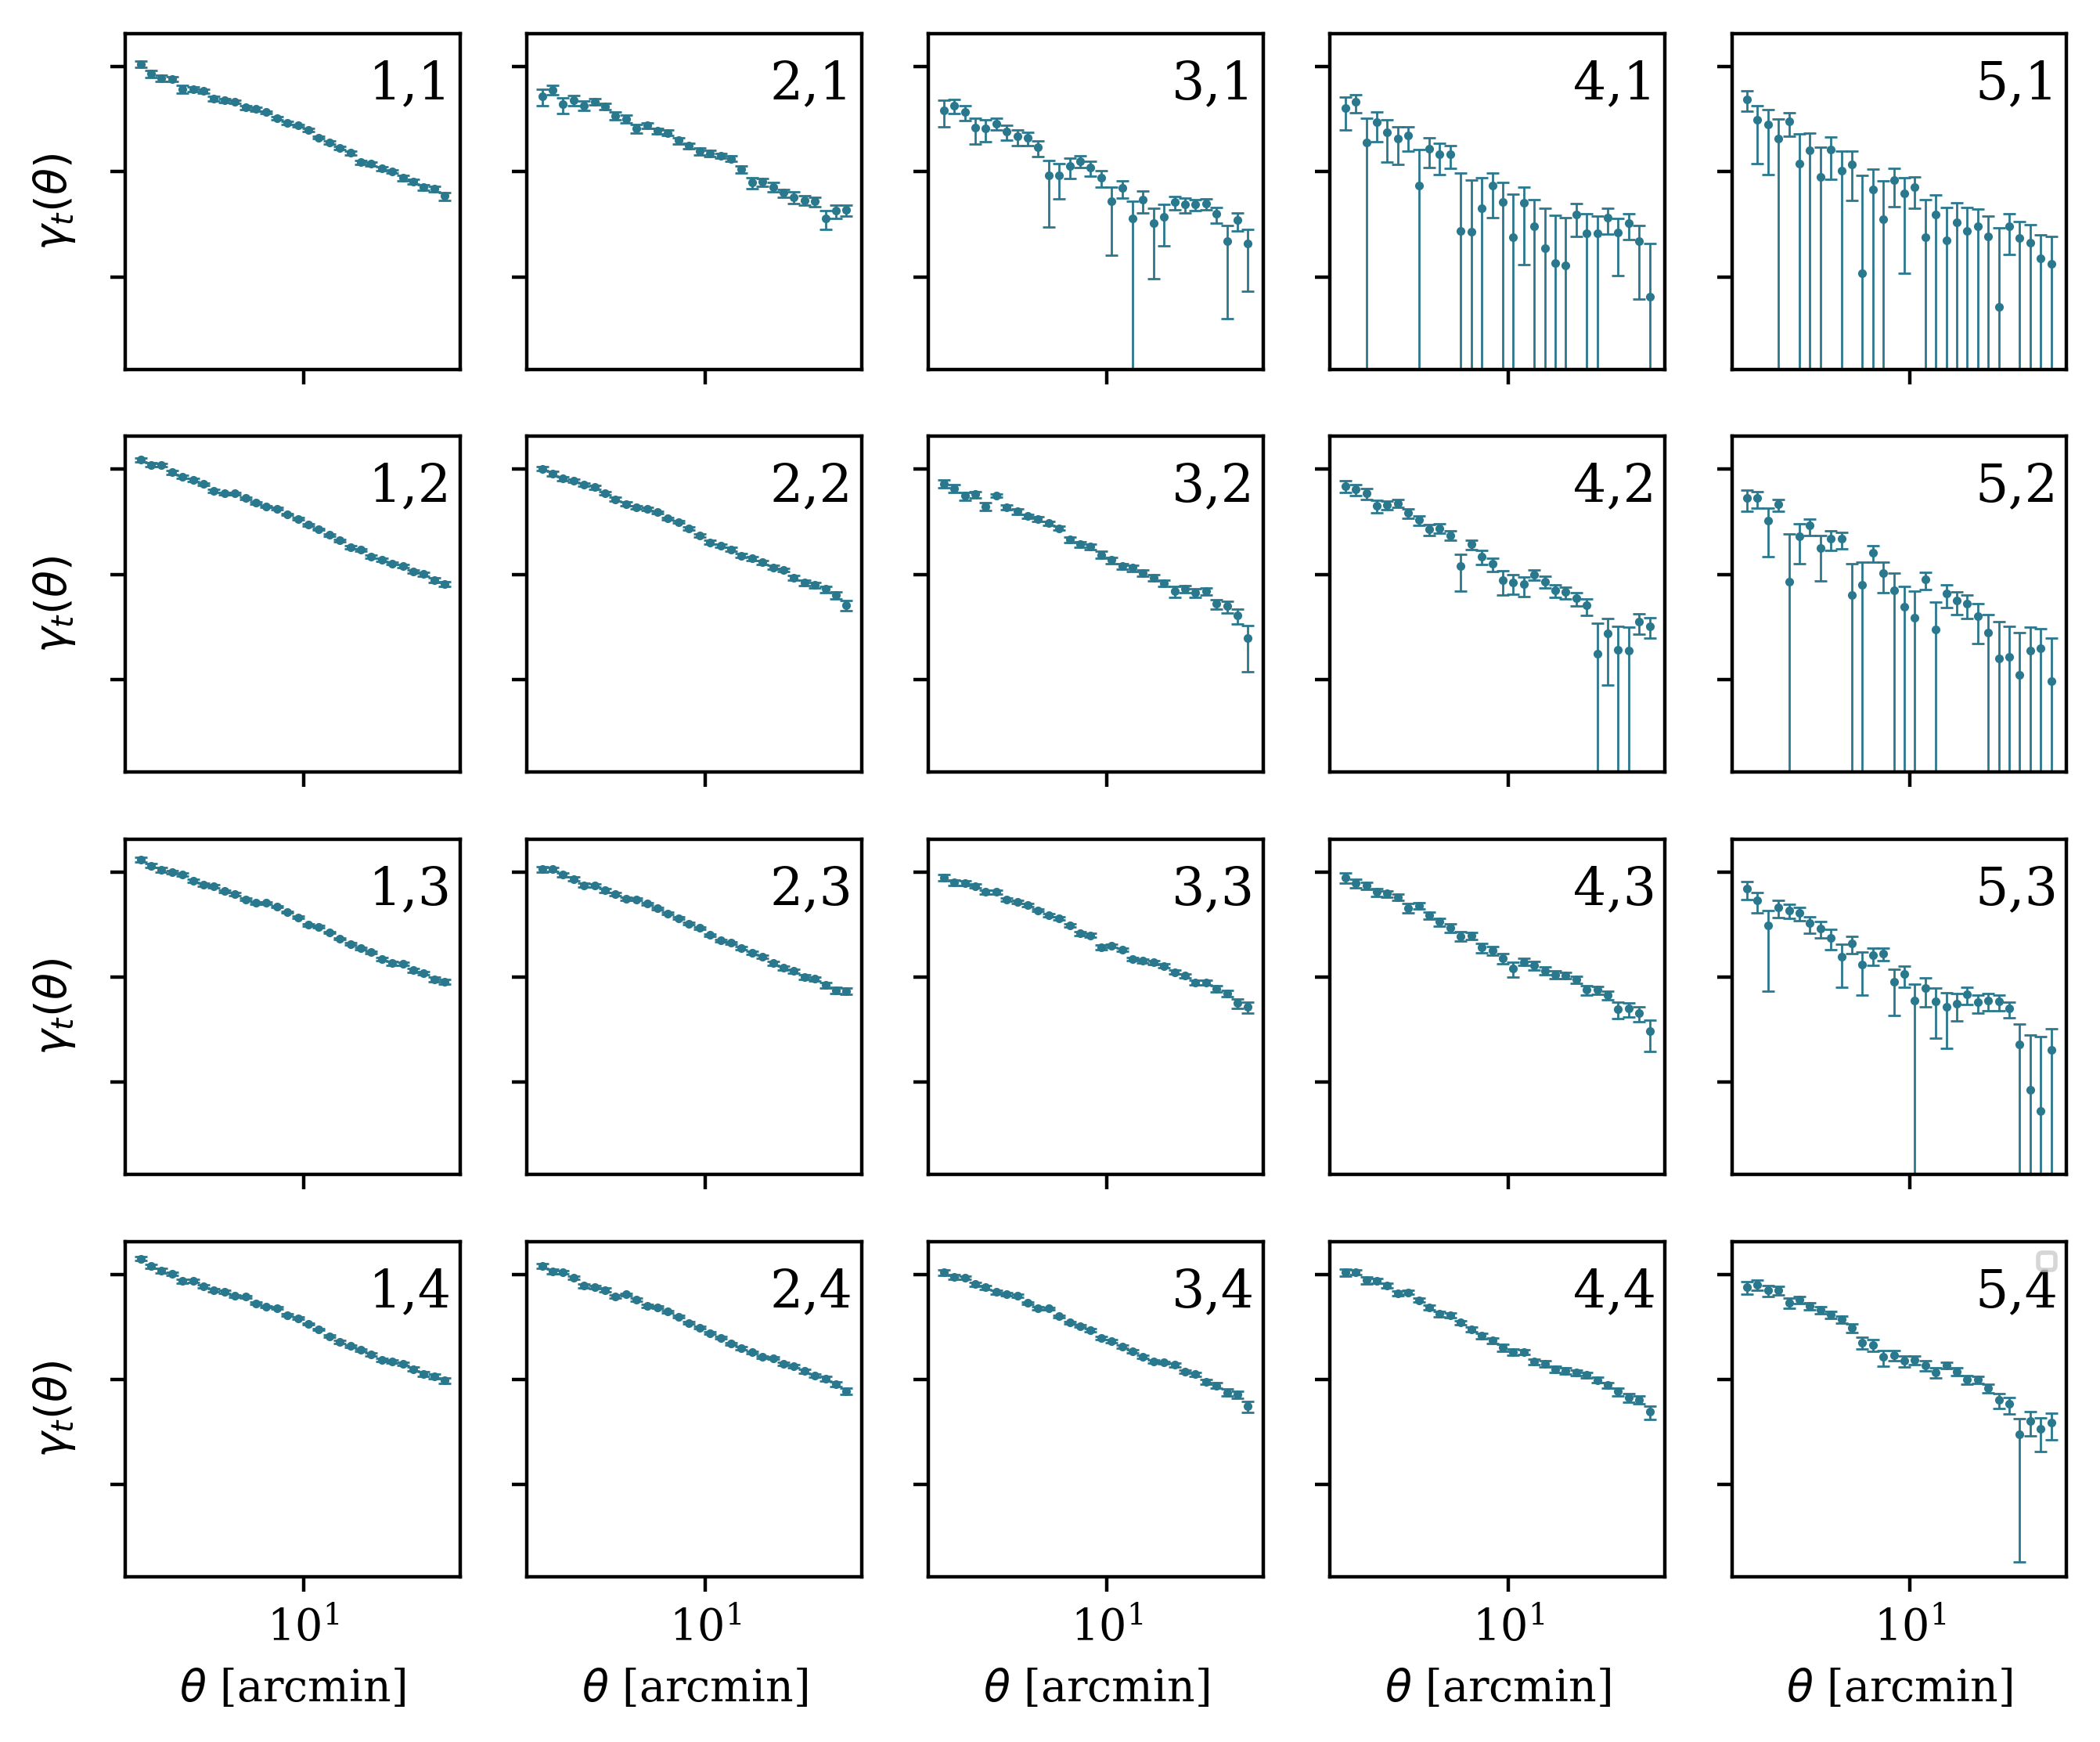 γt(θ) 1,1 2,1 3,1 4,1 5,1
γt(θ) 1,2 2,2 3,2 4,2 5,2
γt(θ) 1,3 2,3 3,3 4,3 5,3
γt(θ) 1,4 2,4 3,4 4,4 5,4
10¹ 10¹ 10¹ 10¹ 10¹
θ [arcmin] θ [arcmin] θ [arcmin] θ [arcmin] θ [arcmin]